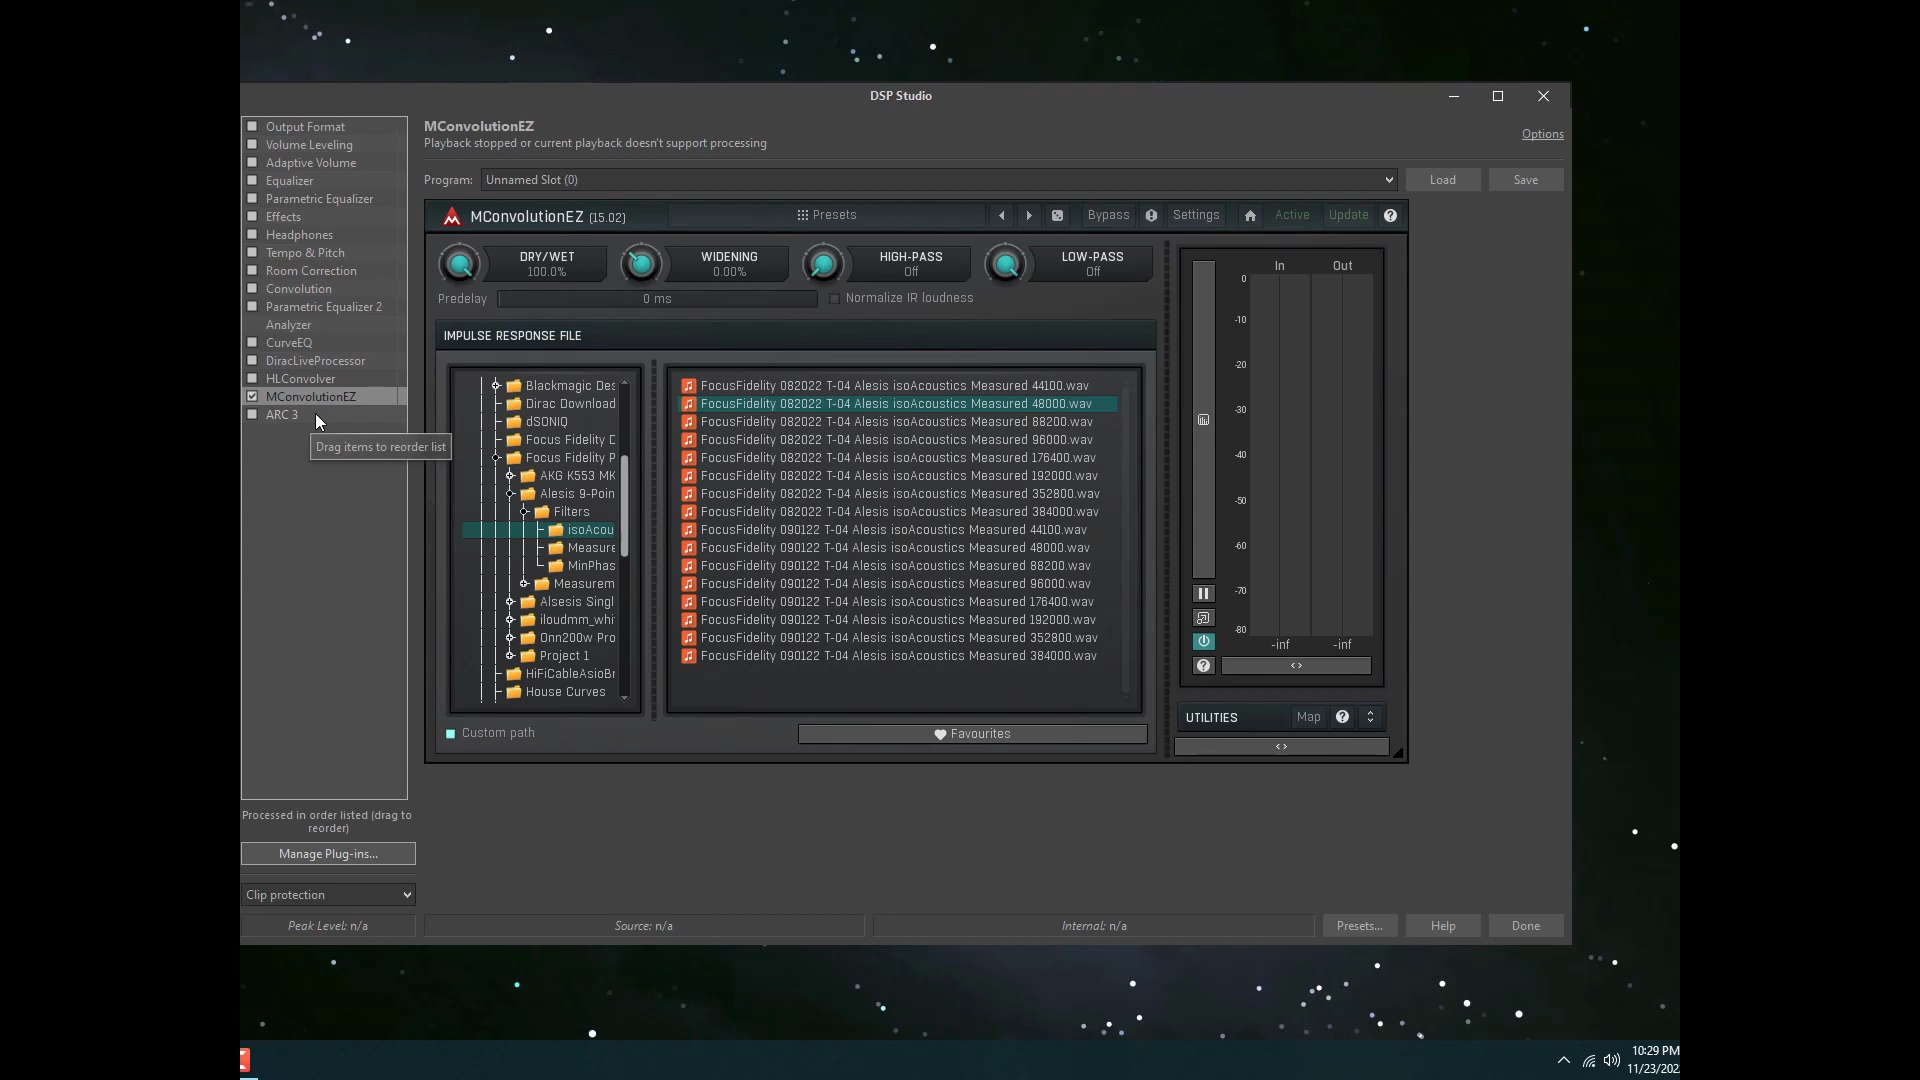 DSP Studio
Output Format
Volume Leveling
Adaptive Volume
Equalizer
Parametric Equalizer
Effects
Headphones
Tempo & Pitch
Room Correction
Convolution
Parametric Equalizer 2
Analyzer
CurveEQ
DiracLiveProcessor
HLConvolver
MConvolutionEZ
ARC 3
Drag items to reorder list
Processed in order listed (drag to
reorder)
Manage Plug-ins...
Clip protection
Peak Level: n/a
MConvolutionEZ
Playback stopped or current playback doesn't support processing
Options
Program: Unnamed Slot (0)
Load
Save
MConvolutionEZ (15.02)
Presets
Bypass
Settings
Active
Update
?
DRY/WET
100.0%
WIDENING
0.00%
HIGH-PASS
Off
LOW-PASS
Off
Predelay
0 ms
Normalize IR loudness
IMPULSE RESPONSE FILE
Blackmagic Des
Dirac Download
dSONIQ
Focus Fidelity D
Focus Fidelity P
AKG K553 MK
Alesis 9-Poin
Filters
isoAcou
Measure
MinPhas
Measurem
Alsesis Singl
iloudmm_whi
Onn200w Pro
Project 1
HiFiCableAsioBr
House Curves
FocusFidelity 082022 T-04 Alesis isoAcoustics Measured 44100.wav
FocusFidelity 082022 T-04 Alesis isoAcoustics Measured 48000.wav
FocusFidelity 082022 T-04 Alesis isoAcoustics Measured 88200.wav
FocusFidelity 082022 T-04 Alesis isoAcoustics Measured 96000.wav
FocusFidelity 082022 T-04 Alesis isoAcoustics Measured 176400.wav
FocusFidelity 082022 T-04 Alesis isoAcoustics Measured 192000.wav
FocusFidelity 082022 T-04 Alesis isoAcoustics Measured 352800.wav
FocusFidelity 082022 T-04 Alesis isoAcoustics Measured 384000.wav
FocusFidelity 090122 T-04 Alesis isoAcoustics Measured 44100.wav
FocusFidelity 090122 T-04 Alesis isoAcoustics Measured 48000.wav
FocusFidelity 090122 T-04 Alesis isoAcoustics Measured 88200.wav
FocusFidelity 090122 T-04 Alesis isoAcoustics Measured 96000.wav
FocusFidelity 090122 T-04 Alesis isoAcoustics Measured 176400.wav
FocusFidelity 090122 T-04 Alesis isoAcoustics Measured 192000.wav
FocusFidelity 090122 T-04 Alesis isoAcoustics Measured 352800.wav
FocusFidelity 090122 T-04 Alesis isoAcoustics Measured 384000.wav
Custom path
Favourites
In
Out
0
-10
-20
-30
-40
-50
-60
-70
-80
-inf
-inf
?
UTILITIES
Map
?
Source: n/a
Internal: n/a
Presets...
Help
Done
10:29 PM
11/23/202